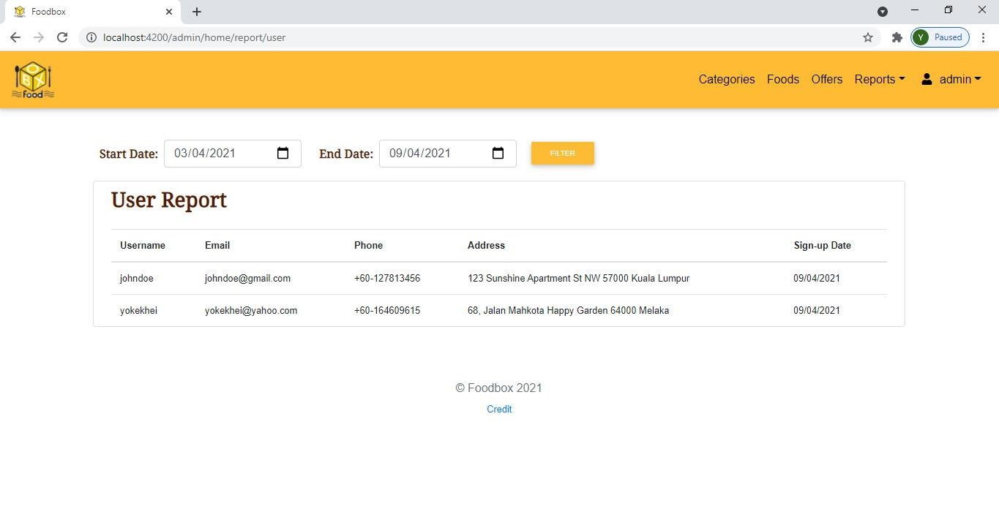 Foodbox
localhost:4200/admin/home/report/user
Y Paused
O
B X
Food
Categories Foods Offers Reports admin
Start Date: 03/04/2021 End Date: 09/04/2021 FILTER
User Report
Username Email Phone Address Sign-up Date
johndoe johndoe@gmail.com +60-127813456 123 Sunshine Apartment St NW 57000 Kuala Lumpur 09/04/2021
yokekhei yokekhei@yahoo.com +60-164609615 68, Jalan Mahkota Happy Garden 64000 Melaka 09/04/2021
© Foodbox 2021
Credit